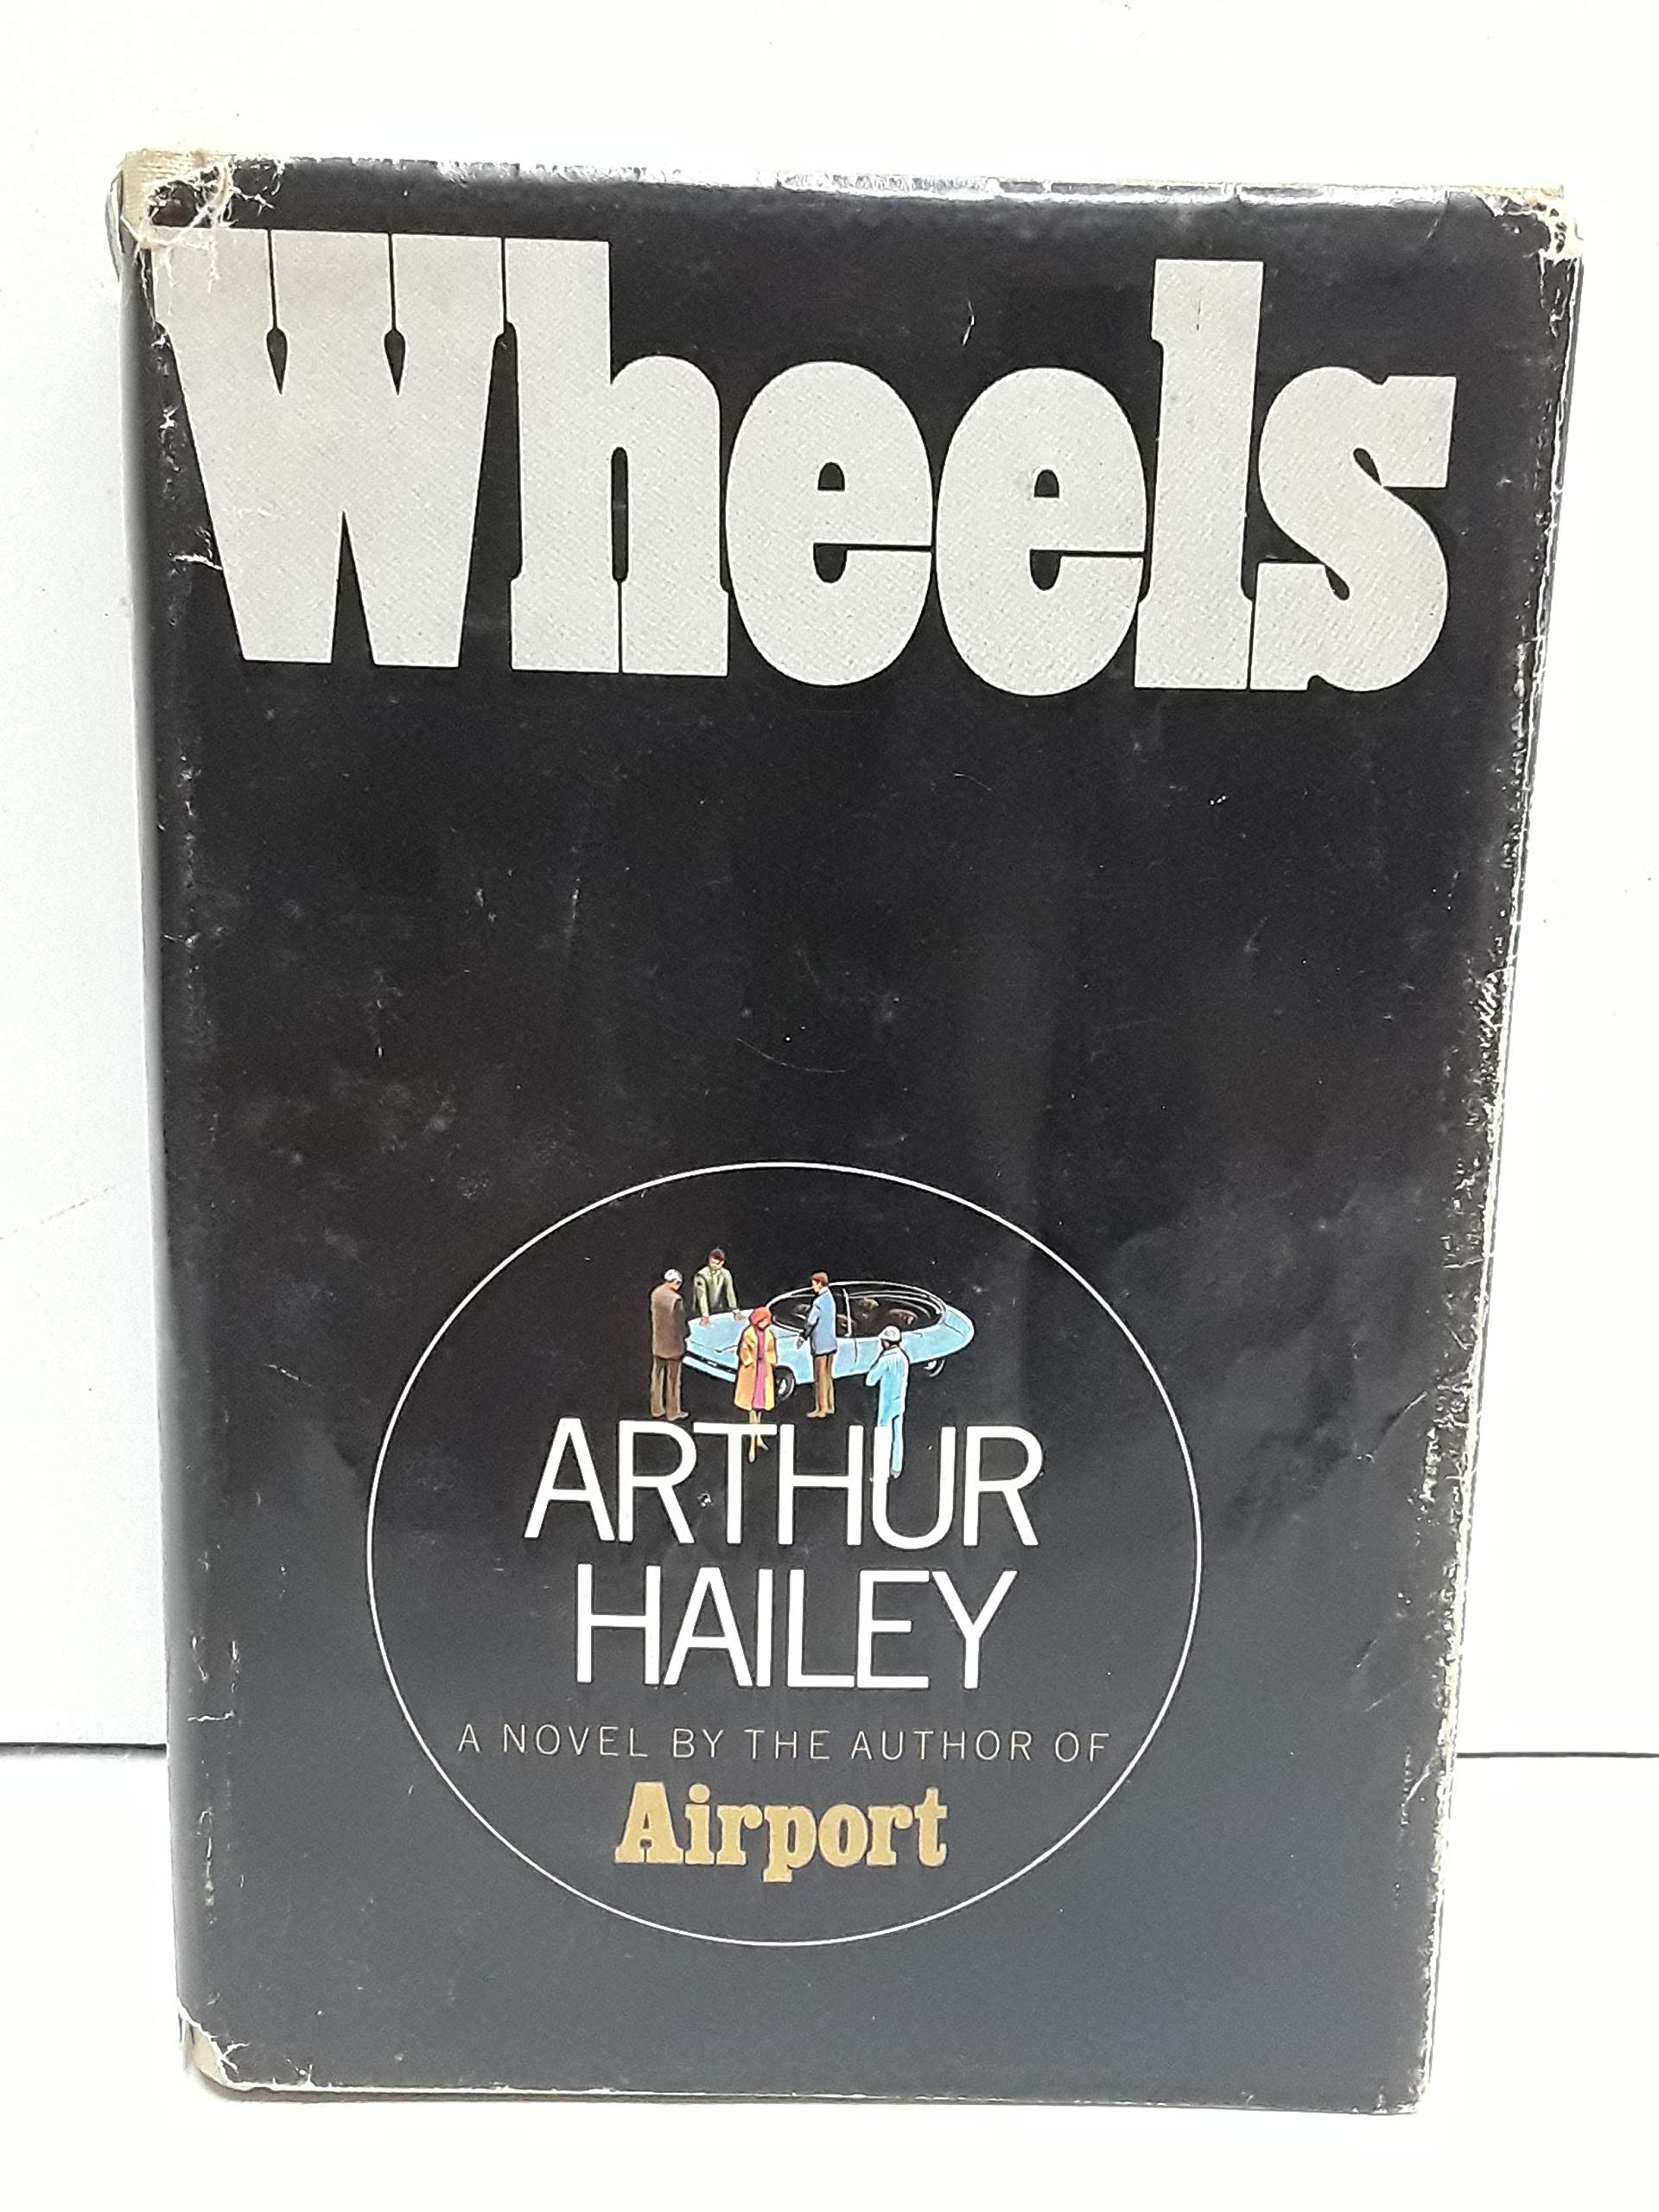 Wheels
ARTHUR
HAILEY
A NOVEL BY THE AUTHOR OF
Airport